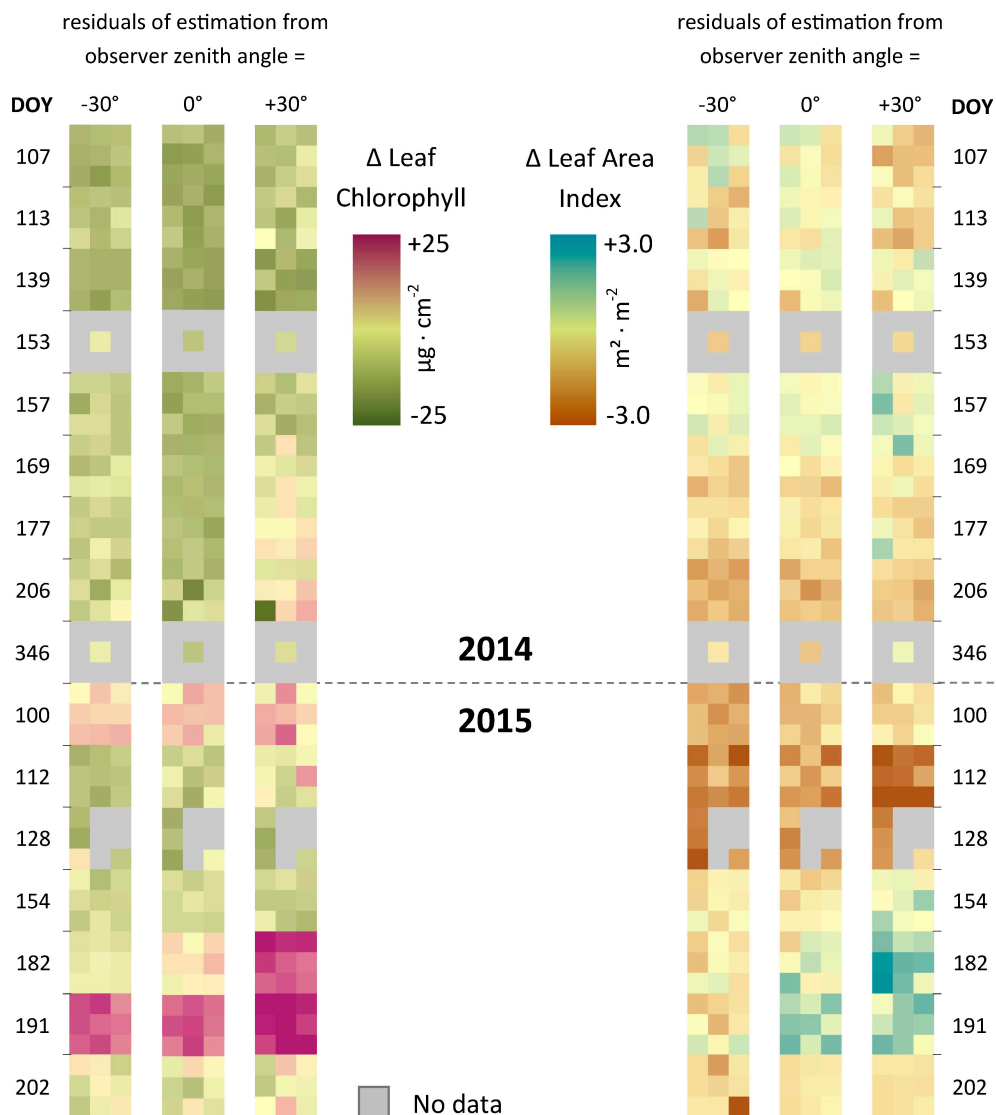 residuals of estimation from
observer zenith angle =
residuals of estimation from
observer zenith angle =
DOY -30° 0° +30°
-30° 0° +30° DOY
107
113
139
153
157
169
177
206
346
100
112
128
154
182
191
202
Δ Leaf
Chlorophyll
+25
µg · cm⁻²
-25
Δ Leaf Area
Index
+3.0
m² · m⁻²
-3.0
2014
2015
No data
107
113
139
153
157
169
177
206
346
100
112
128
154
182
191
202